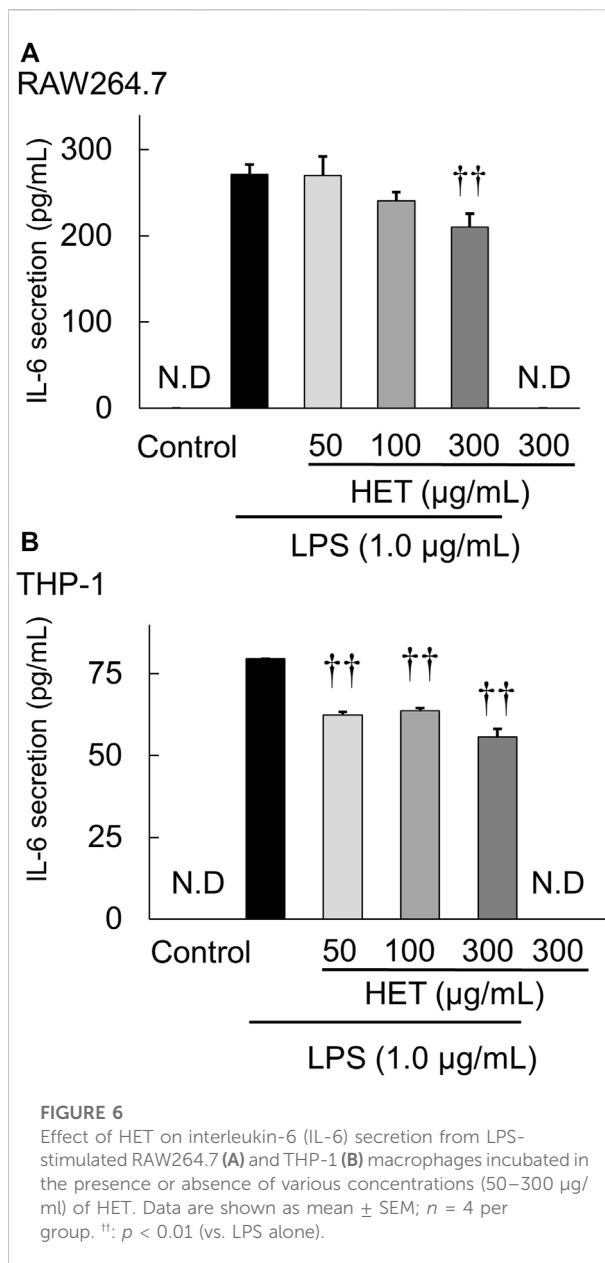 A
RAW264.7
IL-6 secretion (pg/mL)
300
200
100
0
N.D
††
N.D
Control
50 100 300 300
HET (µg/mL)
LPS (1.0 µg/mL)
B
THP-1
IL-6 secretion (pg/mL)
75
50
25
0
N.D
††
††
††
N.D
Control
50 100 300 300
HET (µg/mL)
LPS (1.0 µg/mL)
FIGURE 6
Effect of HET on interleukin-6 (IL-6) secretion from LPS-
stimulated RAW264.7 (A) and THP-1 (B) macrophages incubated in
the presence or absence of various concentrations (50–300 µg/
ml) of HET. Data are shown as mean ± SEM; n = 4 per
group. ††: p < 0.01 (vs. LPS alone).